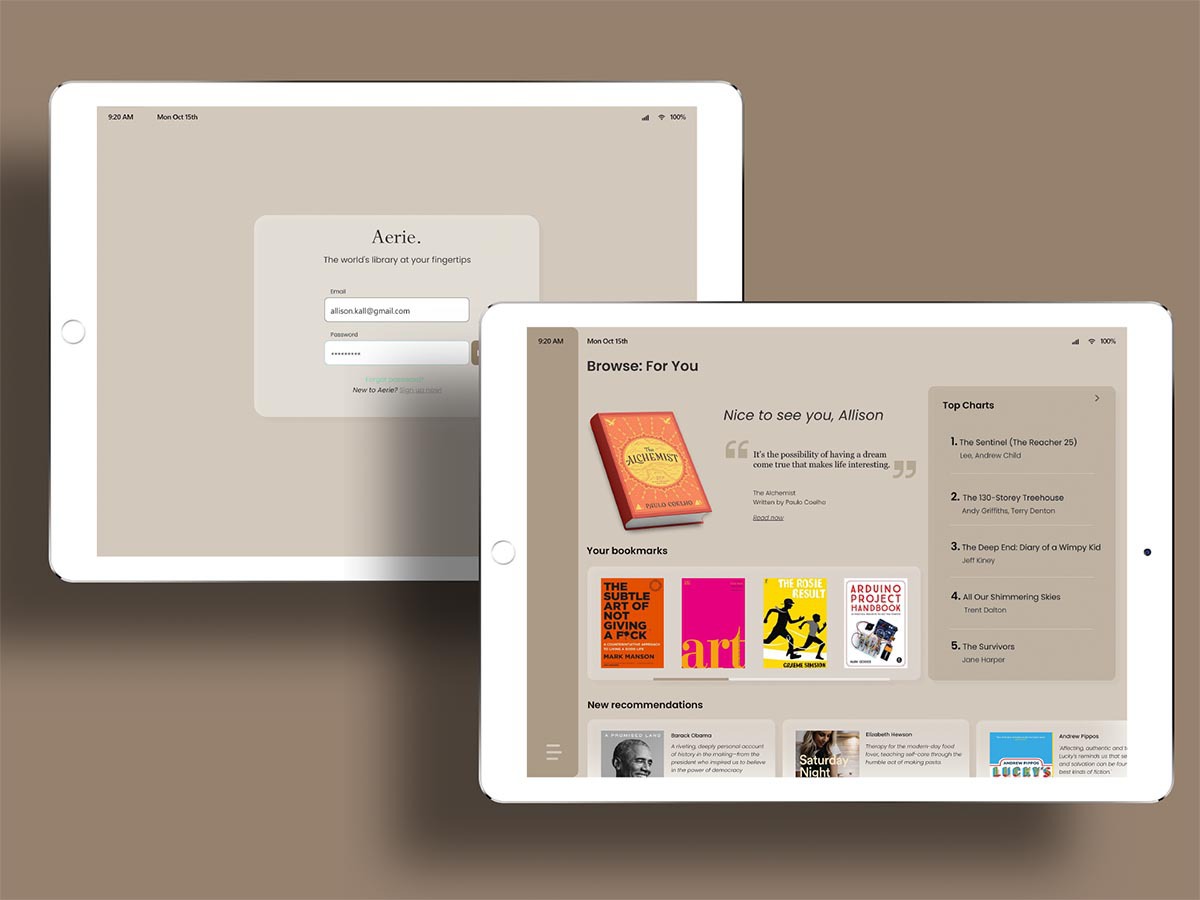 9:20 AM
Mon Oct 15th
100%
Aerie.
The world's library at your fingertips
Email
allison.kall@gmail.com
Password
*********
Forgot password?
New to Aerie? Sign up now!
9:20 AM
Mon Oct 15th
100%
Browse: For You
The
ALCHEMIST
PAULO COELHO
Nice to see you, Allison
“ It's the possibility of having a dream
come true that makes life interesting. ”
The Alchemist
Written by Paulo Coelho
Read now
Top Charts
1. The Sentinel (The Reacher 25)
Lee, Andrew Child
2. The 130-Storey Treehouse
Andy Griffiths, Terry Denton
3. The Deep End: Diary of a Wimpy Kid
Jeff Kiney
4. All Our Shimmering Skies
Trent Dalton
5. The Survivors
Jane Harper
Your bookmarks
THE
SUBTLE
ART OF
NOT
GIVING
A F*CK
A COUNTERINTUITIVE APPROACH
TO LIVING A GOOD LIFE
MARK MANSON
art
THE ROSIE
RESULT
GRAEME SIMSION
ARDUINO
PROJECT
HANDBOOK
MARK GEDDES
New recommendations
A PROMISED LAND
Barack Obama
A riveting, deeply personal account
of history in the making—from the
president who inspired us to believe
in the power of democracy
Saturday
Night
Elizabeth Hewson
Therapy for the modern-day food
lover, teaching self-care through the
humble act of making pasta.
ANDREW PIPPOS
LUCKY'S
Andrew Pippos
'Affecting, authentic and
Lucky's reminds us that
and salvation can be
best kinds of fiction.'